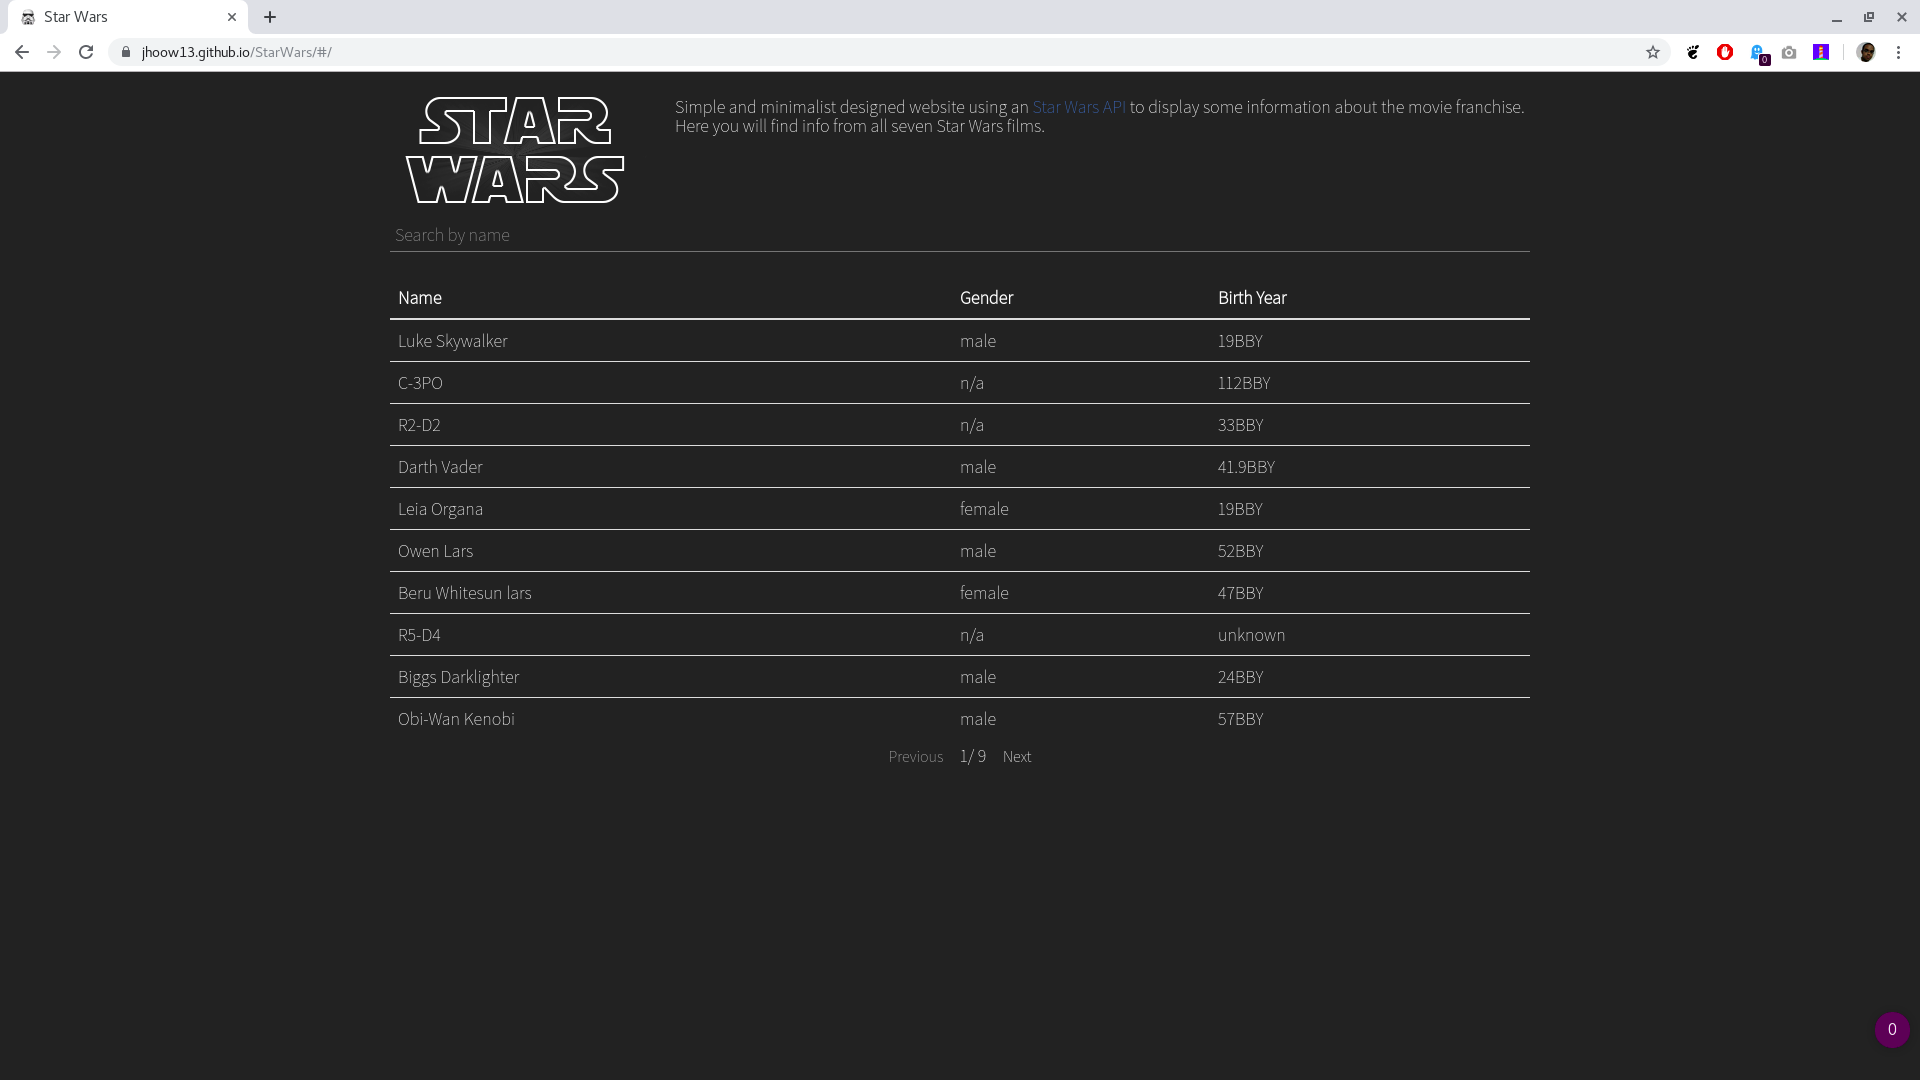 Star Wars
jhoow13.github.io/StarWars/#/
0
STAR
WARS
Simple and minimalist designed website using an Star Wars API to display some information about the movie franchise.
Here you will find info from all seven Star Wars films.
Search by name
Name Gender Birth Year
Luke Skywalker male 19BBY
C-3PO n/a 112BBY
R2-D2 n/a 33BBY
Darth Vader male 41.9BBY
Leia Organa female 19BBY
Owen Lars male 52BBY
Beru Whitesun lars female 47BBY
R5-D4 n/a unknown
Biggs Darklighter male 24BBY
Obi-Wan Kenobi male 57BBY
Previous 1/ 9 Next
0